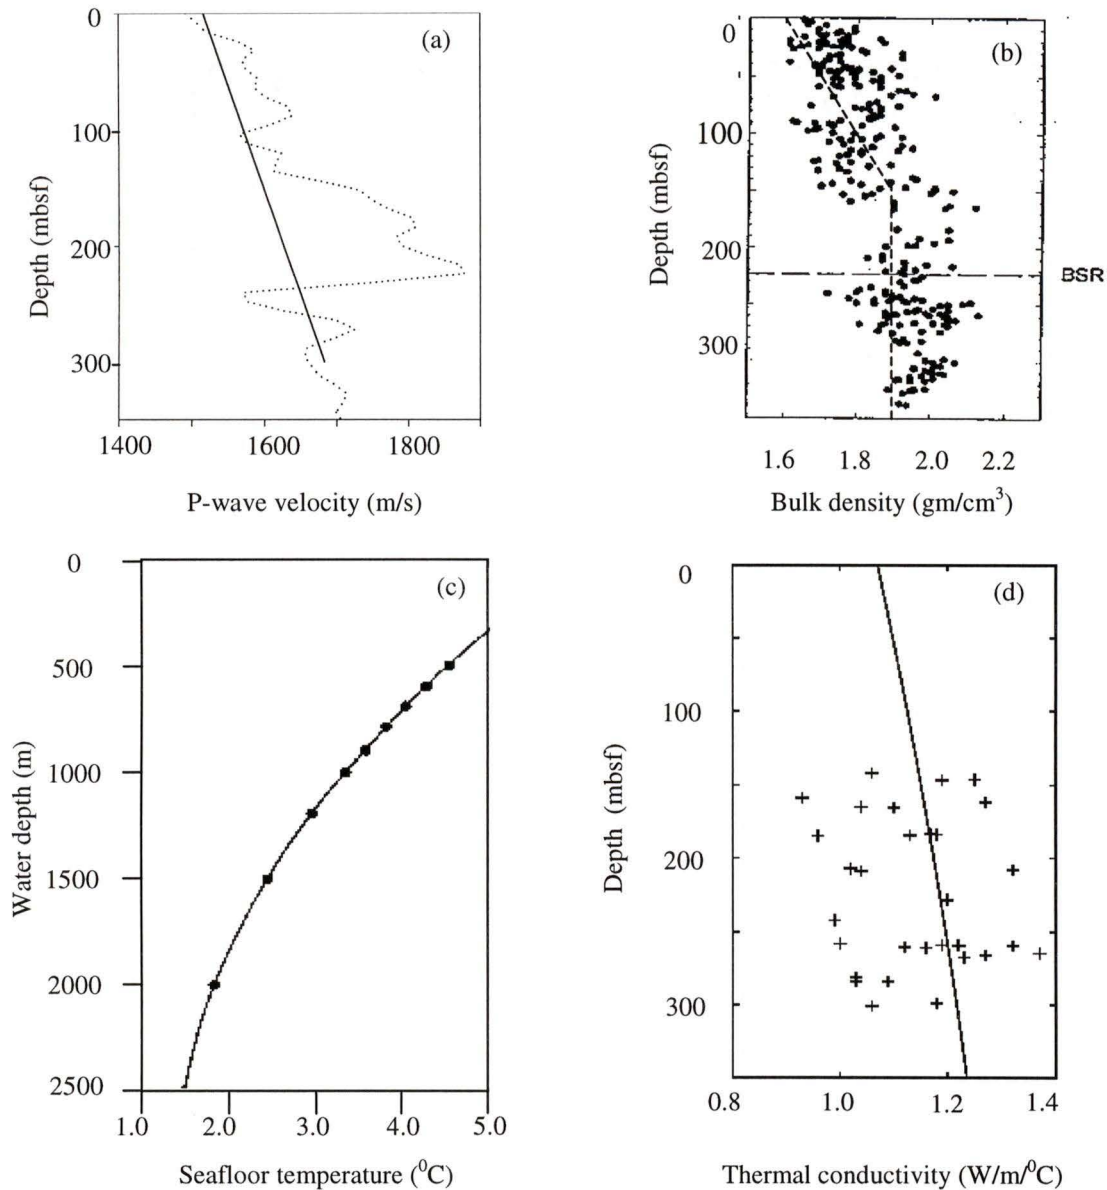 (a)
0
100
200
300
Depth (mbsf)
1400 1600 1800
P-wave velocity (m/s)
(b)
0
100
200
300
Depth (mbsf)
BSR
1.6 1.8 2.0 2.2
Bulk density (gm/cm³)
(c)
0
500
1000
1500
2000
2500
Water depth (m)
1.0 2.0 3.0 4.0 5.0
Seafloor temperature (⁰C)
(d)
0
100
200
300
Depth (mbsf)
0.8 1.0 1.2 1.4
Thermal conductivity (W/m/⁰C)